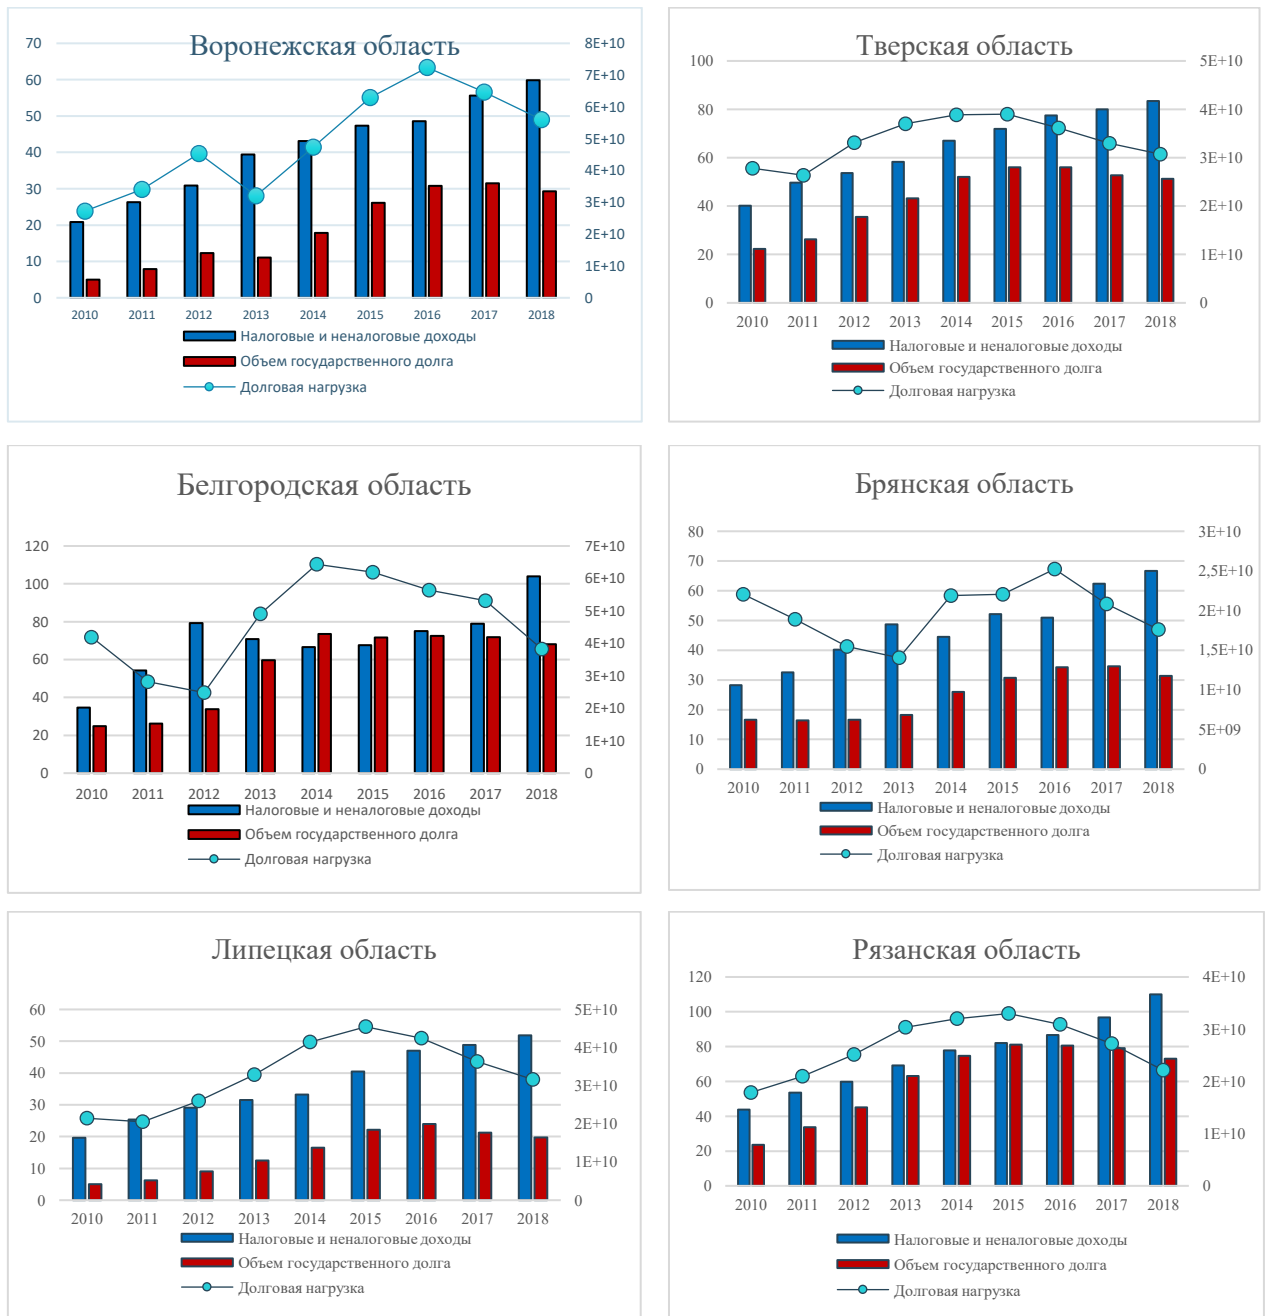 Воронежская область
70
60
50
40
30
20
10
0
8E+10
7E+10
6E+10
5E+10
4E+10
3E+10
2E+10
1E+10
0
2010 2011 2012 2013 2014 2015 2016 2017 2018
Налоговые и неналоговые доходы
Объем государственного долга
Долговая нагрузка
Тверская область
100
80
60
40
20
0
5E+10
4E+10
3E+10
2E+10
1E+10
0
2010 2011 2012 2013 2014 2015 2016 2017 2018
Налоговые и неналоговые доходы
Объем государственного долга
Долговая нагрузка
Белгородская область
120
100
80
60
40
20
0
7E+10
6E+10
5E+10
4E+10
3E+10
2E+10
1E+10
0
2010 2011 2012 2013 2014 2015 2016 2017 2018
Налоговые и неналоговые доходы
Объем государственного долга
Долговая нагрузка
Брянская область
80
70
60
50
40
30
20
10
0
3E+10
2,5E+10
2E+10
1,5E+10
1E+10
5E+09
0
2010 2011 2012 2013 2014 2015 2016 2017 2018
Налоговые и неналоговые доходы
Объем государственного долга
Долговая нагрузка
Липецкая область
60
50
40
30
20
10
0
5E+10
4E+10
3E+10
2E+10
1E+10
0
2010 2011 2012 2013 2014 2015 2016 2017 2018
Налоговые и неналоговые доходы
Объем государственного долга
Долговая нагрузка
Рязанская область
120
100
80
60
40
20
0
4E+10
3E+10
2E+10
1E+10
0
2010 2011 2012 2013 2014 2015 2016 2017 2018
Налоговые и неналоговые доходы
Объем государственного долга
Долговая нагрузка